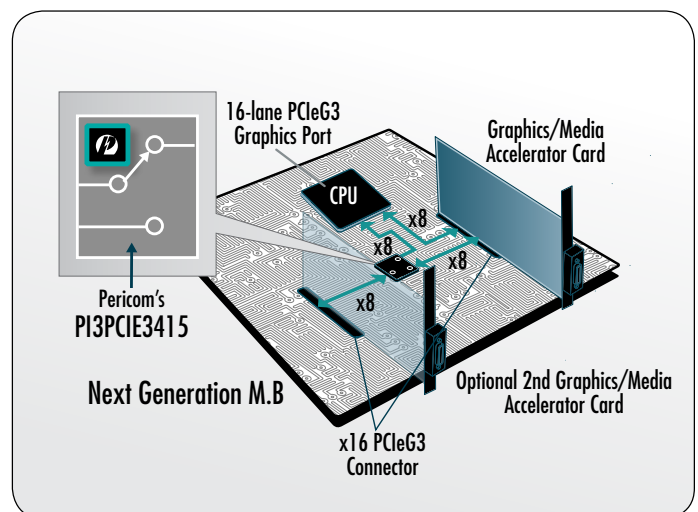 16-lane PCIeG3
Graphics Port
Graphics/Media
Accelerator Card
CPU
x8
x8
x8
x8
Pericom's
PI3PCIE3415
Next Generation M.B
Optional 2nd Graphics/Media
Accelerator Card
x16 PCIeG3
Connector